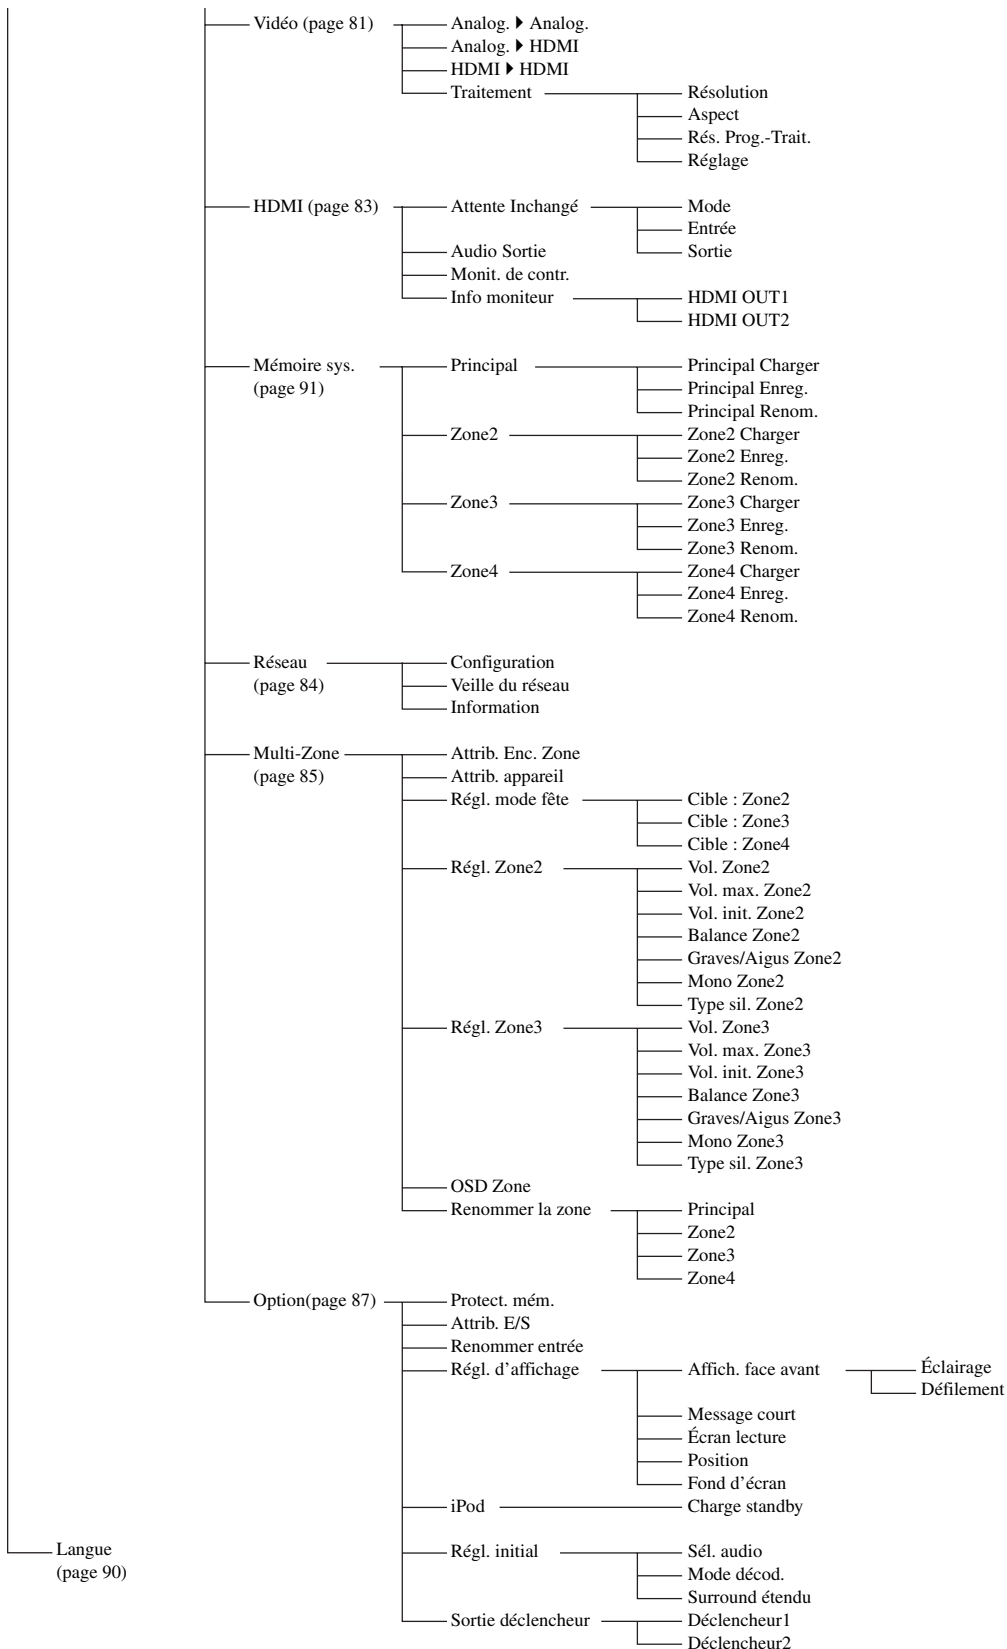 Vidéo (page 81)
Analog. ▶ Analog.
Analog. ▶ HDMI
HDMI ▶ HDMI
Traitement
Résolution
Aspect
Rés. Prog.-Trait.
Réglage
HDMI (page 83)
Attente Inchangé
Mode
Entrée
Sortie
Audio Sortie
Monit. de contr.
Info moniteur
HDMI OUT1
HDMI OUT2
Mémoire sys.
(page 91)
Principal
Principal Charger
Principal Enreg.
Principal Renom.
Zone2
Zone2 Charger
Zone2 Enreg.
Zone2 Renom.
Zone3
Zone3 Charger
Zone3 Enreg.
Zone3 Renom.
Zone4
Zone4 Charger
Zone4 Enreg.
Zone4 Renom.
Réseau
(page 84)
Configuration
Veille du réseau
Information
Multi-Zone
(page 85)
Attrib. Enc. Zone
Attrib. appareil
Régl. mode fête
Cible : Zone2
Cible : Zone3
Cible : Zone4
Régl. Zone2
Vol. Zone2
Vol. max. Zone2
Vol. init. Zone2
Balance Zone2
Graves/Aigus Zone2
Mono Zone2
Type sil. Zone2
Régl. Zone3
Vol. Zone3
Vol. max. Zone3
Vol. init. Zone3
Balance Zone3
Graves/Aigus Zone3
Mono Zone3
Type sil. Zone3
OSD Zone
Renommer la zone
Principal
Zone2
Zone3
Zone4
Option(page 87)
Protect. mém.
Attrib. E/S
Renommer entrée
Régl. d'affichage
Affich. face avant
Éclairage
Défilement
Message court
Écran lecture
Position
Fond d'écran
iPod
Charge standby
Régl. initial
Sél. audio
Mode décod.
Surround étendu
Sortie déclencheur
Déclencheur1
Déclencheur2
Langue
(page 90)